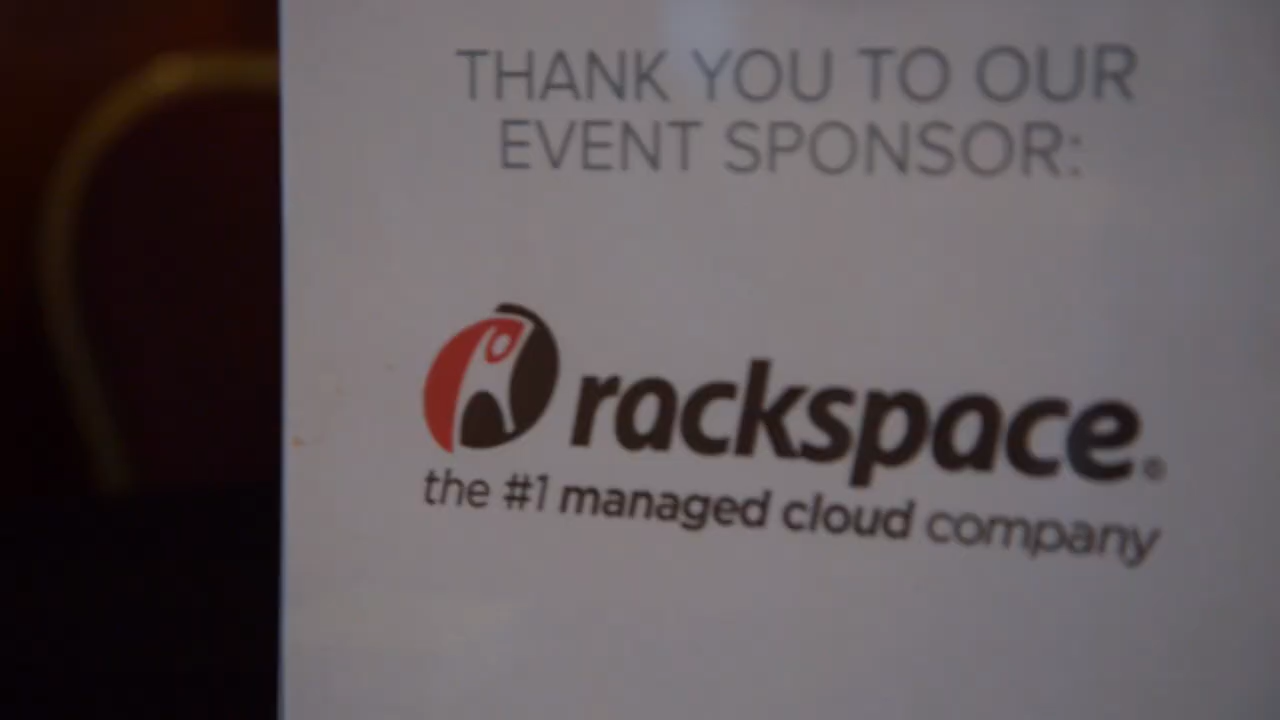 THANK YOU TO OUR
EVENT SPONSOR:
rackspace®
the #1 managed cloud company